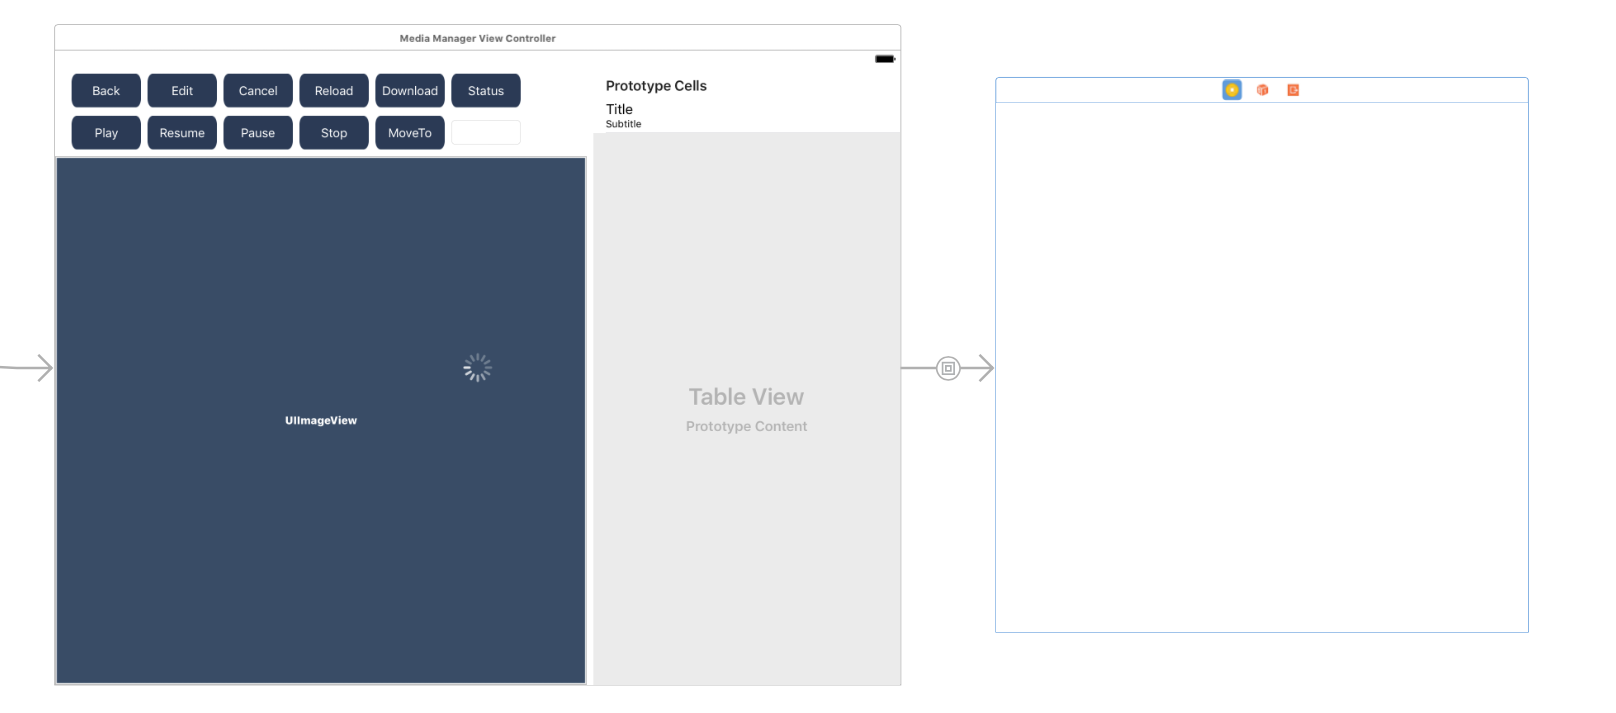 Media Manager View Controller
Back Edit Cancel Reload Download Status
Play Resume Pause Stop MoveTo
Prototype Cells
Title
Subtitle
UIImageView
Table View
Prototype Content